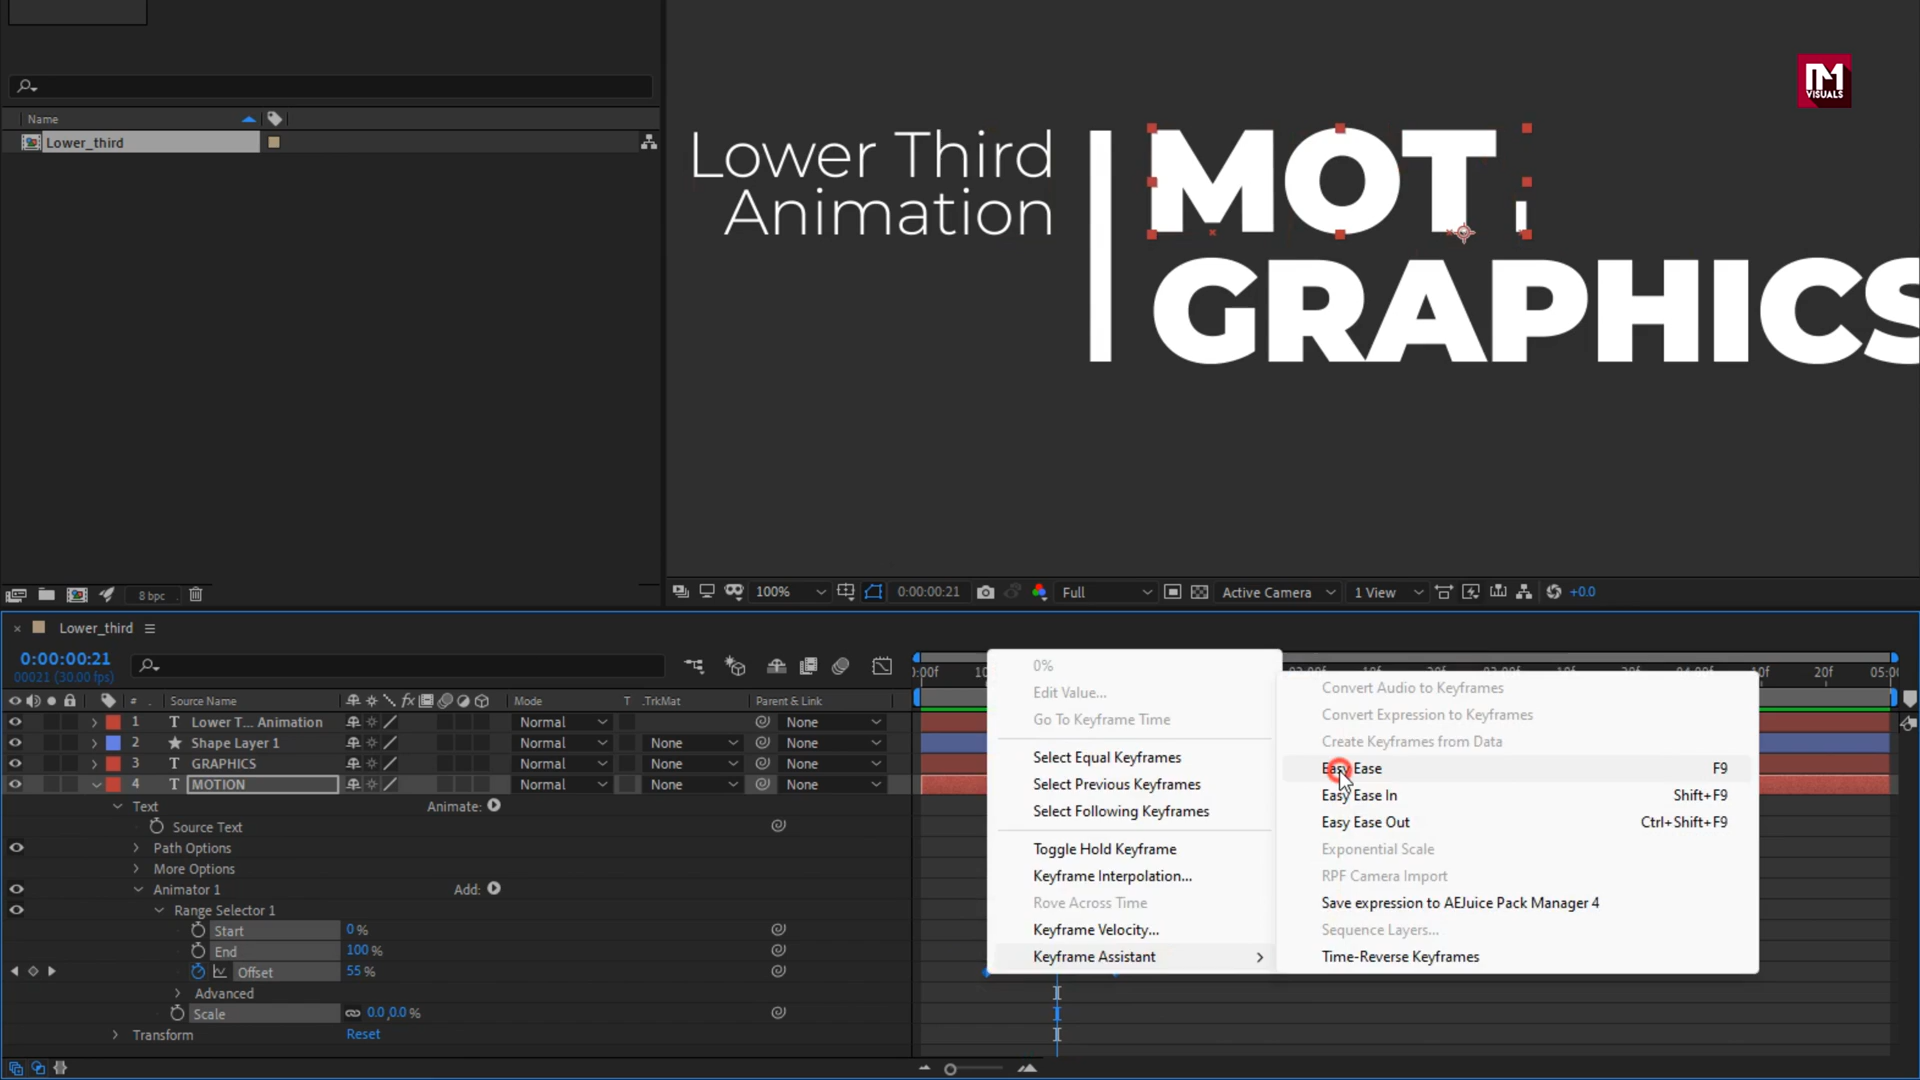 Name
Lower_third
8 bpc
Lower Third
Animation
MOT
GRAPHICS
M
VISUALS
100%
0:00:00:21
Full
Active Camera
1 View
+0.0
Lower_third
0:00:00:21
00021 (30.00 fps)
# . Source Name
fx
Mode
T .TrkMat
Parent & Link
1 T Lower T... Animation Normal None
2 Shape Layer 1 Normal None None
3 T GRAPHICS Normal None None
4 T MOTION Normal None None
Text Animate:
Source Text
Path Options
More Options
Animator 1 Add:
Range Selector 1
Start 0 %
End 100 %
Offset 55 %
Advanced
Scale 0.0,0.0 %
Transform Reset
:00f
20f
10f
20f
05:00
0%
Edit Value...
Go To Keyframe Time
Select Equal Keyframes
Select Previous Keyframes
Select Following Keyframes
Toggle Hold Keyframe
Keyframe Interpolation...
Rove Across Time
Keyframe Velocity...
Keyframe Assistant
Convert Audio to Keyframes
Convert Expression to Keyframes
Create Keyframes from Data
Easy Ease F9
Easy Ease In Shift+F9
Easy Ease Out Ctrl+Shift+F9
Exponential Scale
RPF Camera Import
Save expression to AEJuice Pack Manager 4
Sequence Layers...
Time-Reverse Keyframes